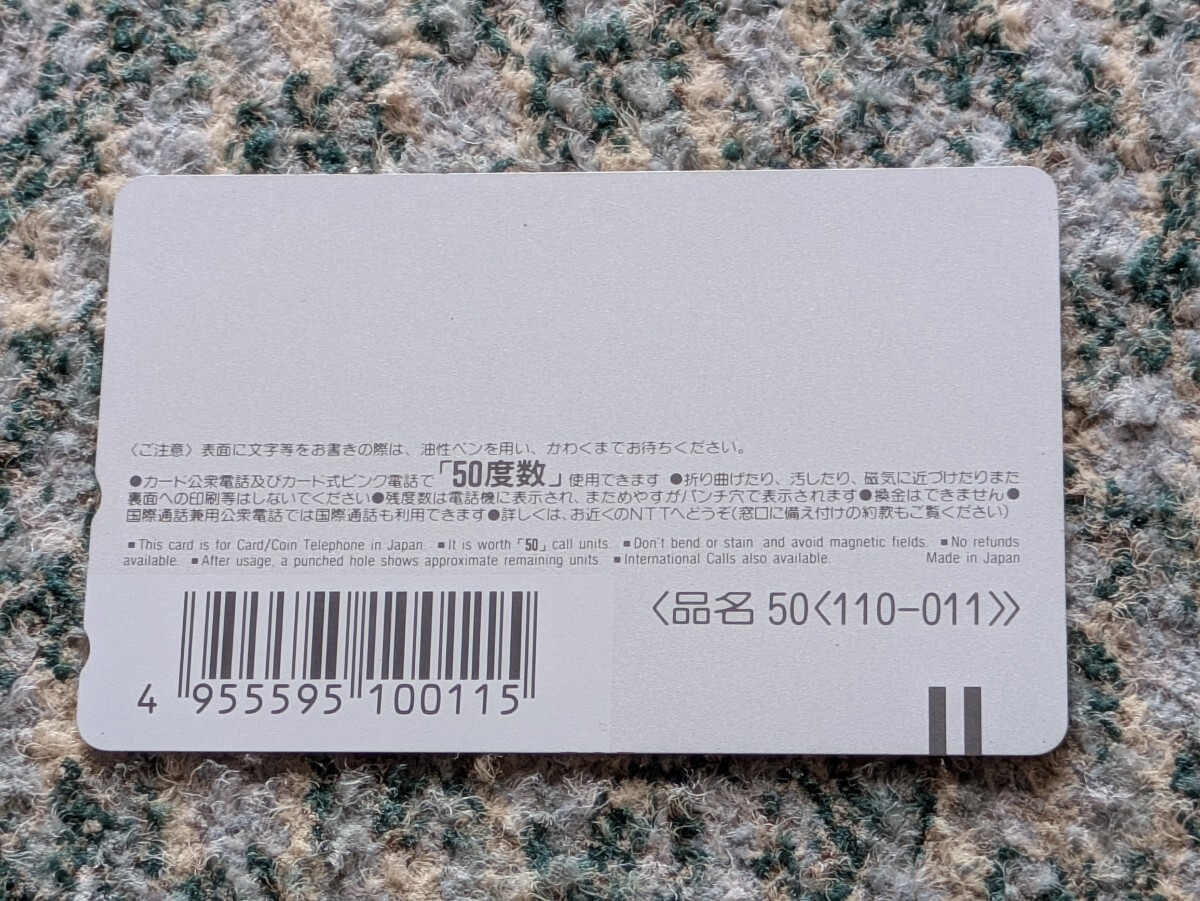 〈ご注意〉表面に文字等をお書きの際は、油性ペンを用い、かわくまでお待ちください。
●カード公衆電話及びカード式ピンク電話で「50度数」使用できます ●折り曲げたり、汚したり、磁気に近づけたりまた
裏面への印刷等はしないでください●残度数は電話機に表示され、まためやすがパンチ穴で表示されます●換金はできません●
国際通話兼用公衆電話では国際通話も利用できます●詳しくは、お近くのNTTへどうぞ(窓口に備え付けの約款もご覧ください)
■This card is for Card/Coin Telephone in Japan. ■It is worth「50」call units. ■Don't bend or stain and avoid magnetic fields. ■No refunds
available. ■After usage, a punched hole shows approximate remaining units. ■International Calls also available. Made in Japan
〈品名 50〈110-011〉〉
4 955595 100115